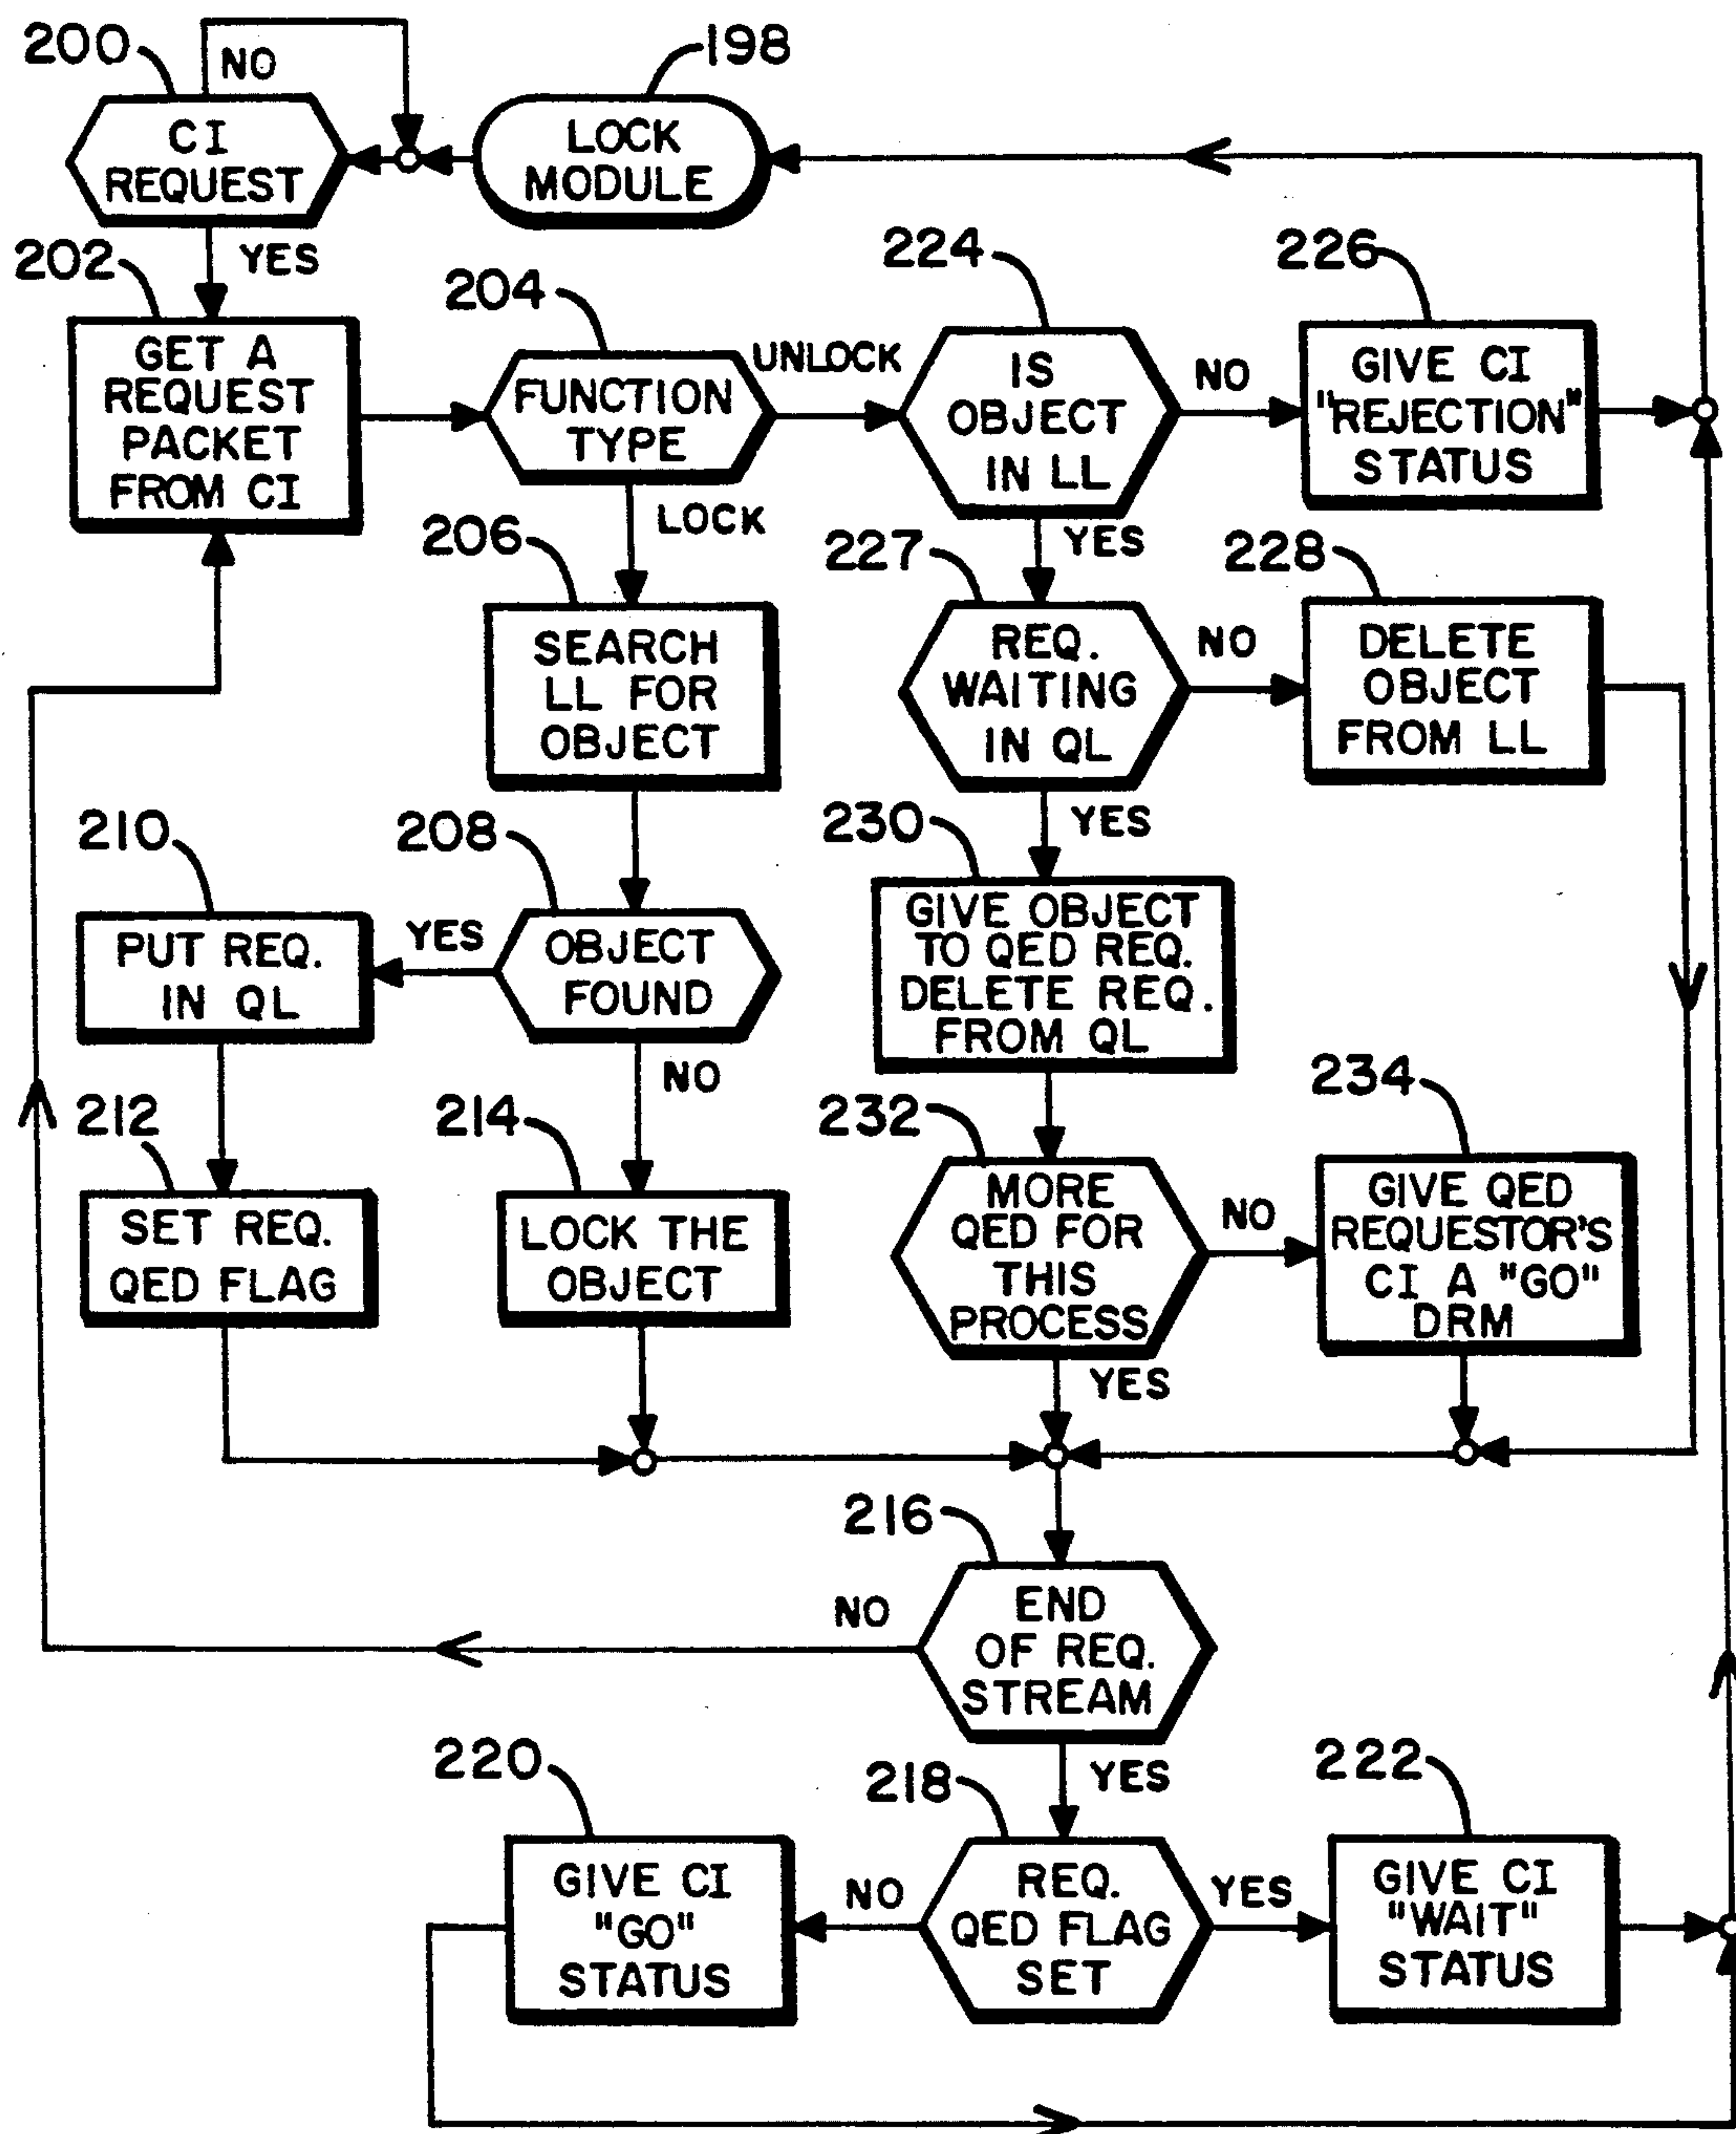 200
NO
198
CI
REQUEST
LOCK
MODULE
202
YES
204
224
226
GET A
REQUEST
PACKET
FROM CI
FUNCTION
TYPE
UNLOCK
IS
OBJECT
IN LL
NO
GIVE CI
"REJECTION"
STATUS
LOCK
YES
206
227
228
SEARCH
LL FOR
OBJECT
REQ.
WAITING
IN QL
NO
DELETE
OBJECT
FROM LL
YES
210
208
230
PUT REQ.
IN QL
YES
OBJECT
FOUND
GIVE OBJECT
TO QED REQ.
DELETE REQ.
FROM QL
NO
212
214
232
234
SET REQ.
QED FLAG
LOCK THE
OBJECT
MORE
QED FOR
THIS
PROCESS
NO
GIVE QED
REQUESTOR'S
CI A "GO"
DRM
YES
216
NO
END
OF REQ.
STREAM
YES
220
218
222
GIVE CI
"GO"
STATUS
NO
REQ.
QED FLAG
SET
YES
GIVE CI
"WAIT"
STATUS